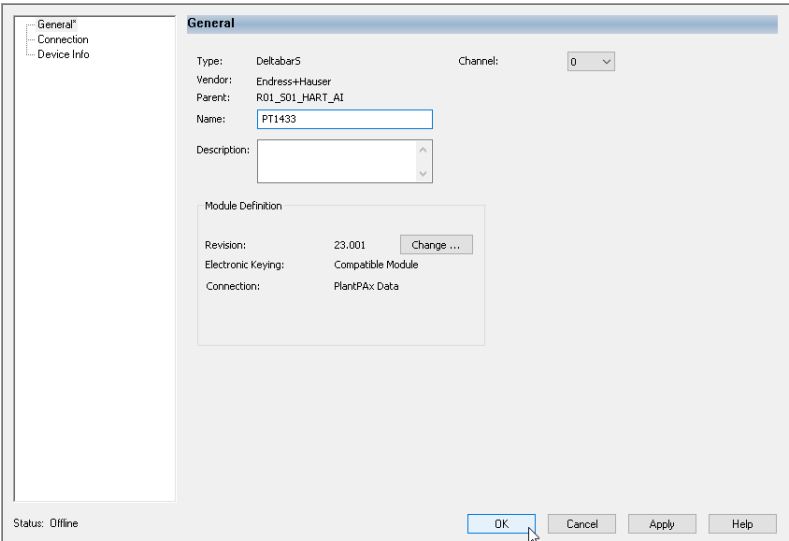 General*
Connection
Device Info
General
Type: DeltabarS Channel: 0
Vendor: Endress+Hauser
Parent: R01_S01_HART_AI
Name: PT1433
Description:
Module Definition
Revision: 23.001 Change ...
Electronic Keying: Compatible Module
Connection: PlantPAx Data
Status: Offline OK Cancel Apply Help